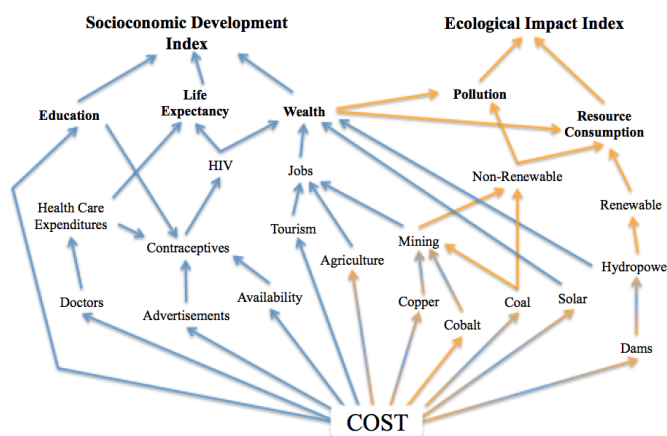 Socioeconomic Development
Index
Ecological Impact Index
Education
Life
Expectancy
Wealth
Pollution
Resource
Consumption
HIV
Jobs
Non-Renewable
Health Care
Expenditures
Contraceptives
Tourism
Agriculture
Mining
Renewable
Hydropowe
Doctors
Advertisements
Availability
Copper
Cobalt
Coal
Solar
Dams
COST